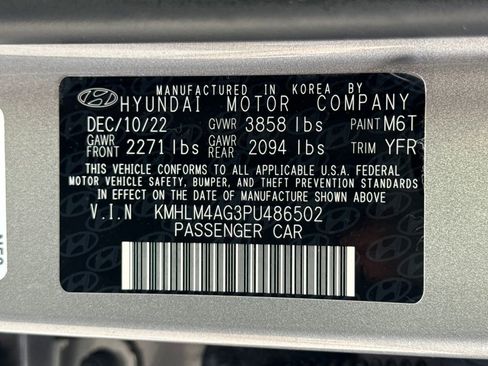 MANUFACTURED IN KOREA BY
HYUNDAI MOTOR COMPANY
DEC/10/22 GVWR 3858 lbs PAINT M6T
GAWR FRONT 2271 lbs GAWR REAR 2094 lbs TRIM YFR
THIS VEHICLE CONFORMS TO ALL APPLICABLE U.S.A. FEDERAL
MOTOR VEHICLE SAFETY, BUMPER, AND THEFT PREVENTION STANDARDS
IN EFFECT ON THE DATE OF MANUFACTURE SHOWN ABOVE.
V.I.N KMHLM4AG3PU486502
PASSENGER CAR